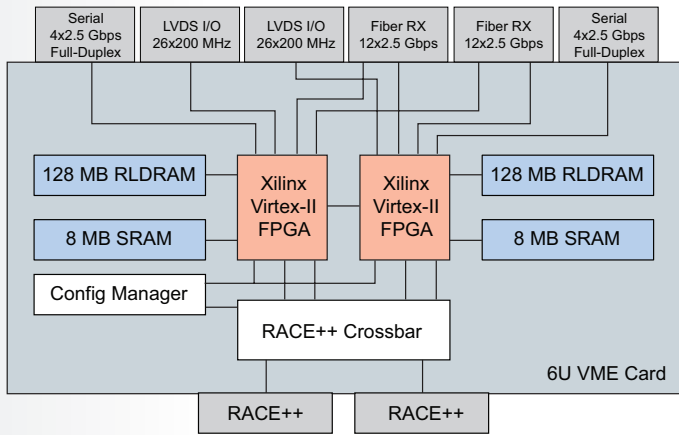 Serial
4x2.5 Gbps
Full-Duplex
LVDS I/O
26x200 MHz
LVDS I/O
26x200 MHz
Fiber RX
12x2.5 Gbps
Fiber RX
12x2.5 Gbps
Serial
4x2.5 Gbps
Full-Duplex
128 MB RLDRAM
Xilinx
Virtex-II
FPGA
Xilinx
Virtex-II
FPGA
128 MB RLDRAM
8 MB SRAM
8 MB SRAM
Config Manager
RACE++ Crossbar
6U VME Card
RACE++
RACE++